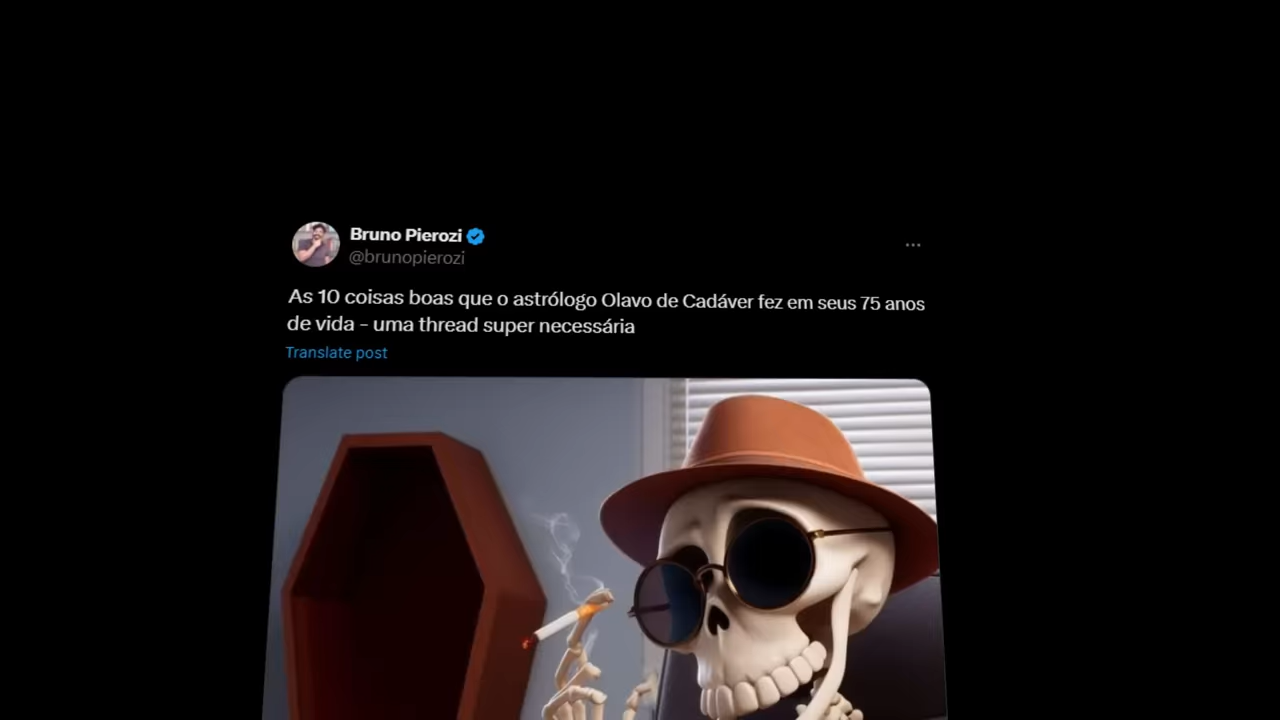 Bruno Pierozi
@brunopierozi
As 10 coisas boas que o astrólogo Olavo de Cadáver fez em seus 75 anos
de vida - uma thread super necessária
Translate post